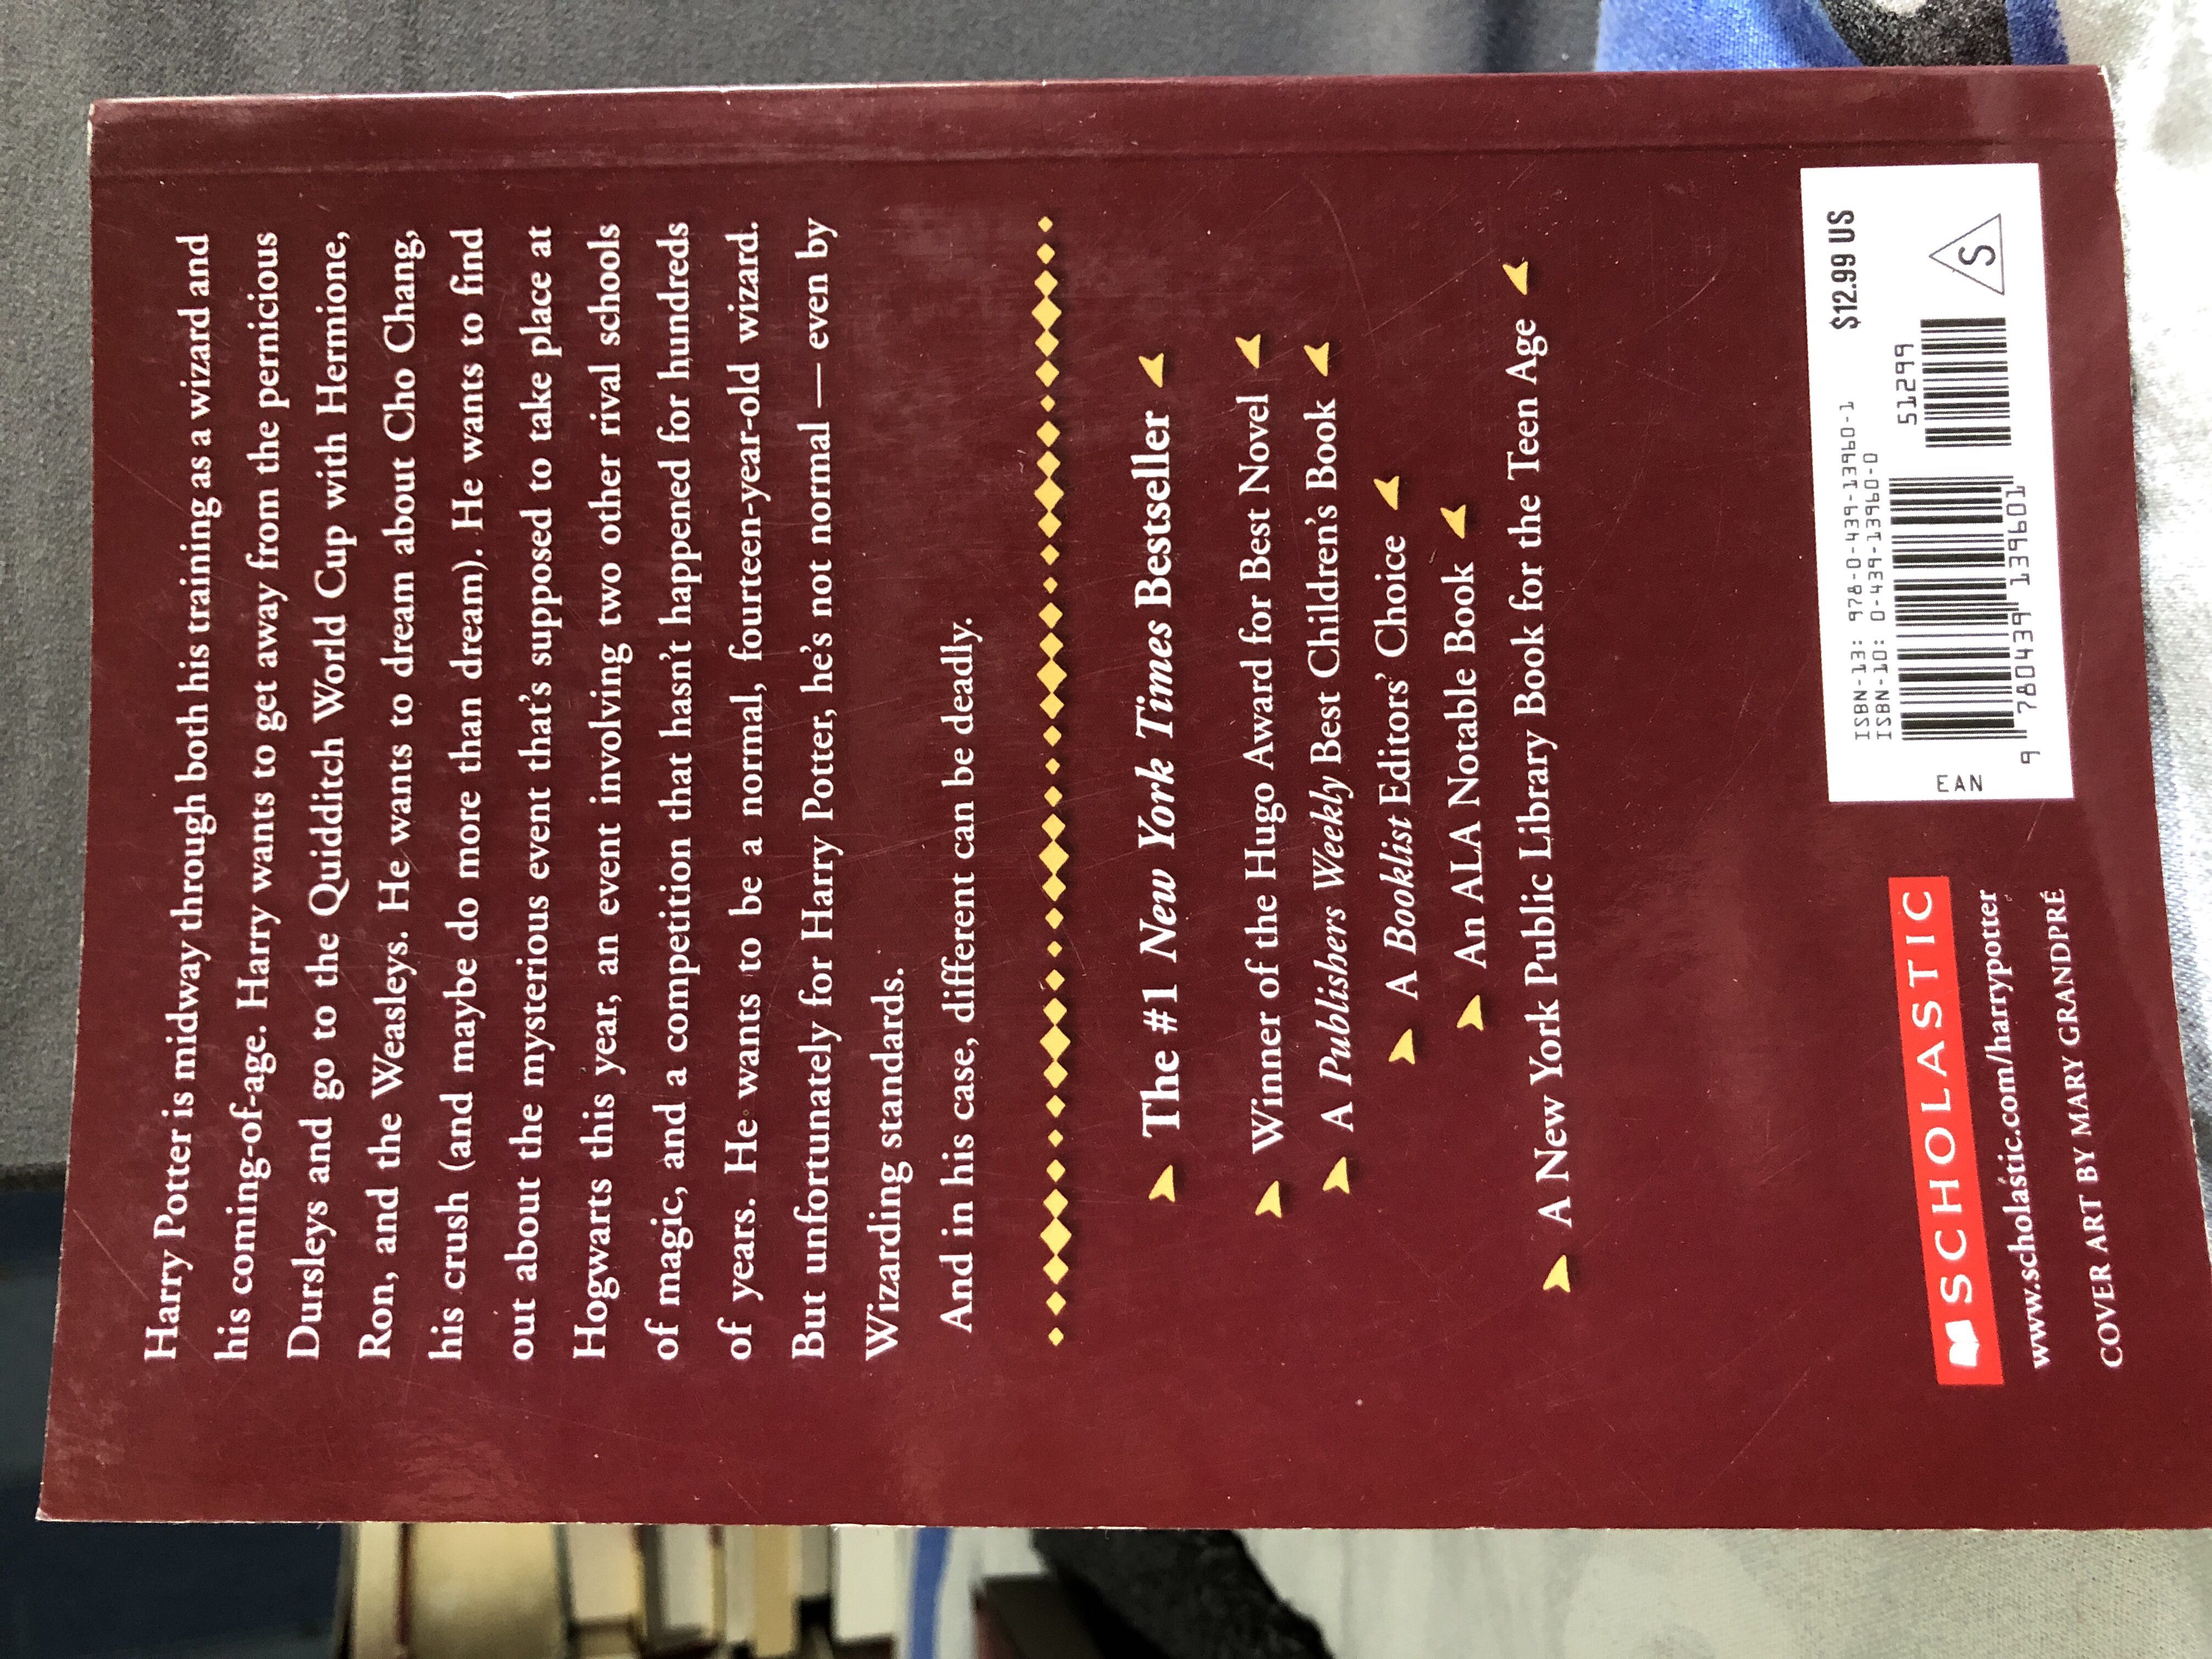 Harry Potter is midway through both his training as a wizard and
his coming-of-age. Harry wants to get away from the pernicious
Dursleys and go to the Quidditch World Cup with Hermione,
Ron, and the Weasleys. He wants to dream about Cho Chang,
his crush (and maybe do more than dream). He wants to find
out about the mysterious event that's supposed to take place at
Hogwarts this year, an event involving two other rival schools
of magic, and a competition that hasn't happened for hundreds
of years. He wants to be a normal, fourteen-year-old wizard.
But unfortunately for Harry Potter, he's not normal — even by
Wizarding standards.
And in his case, different can be deadly.
The #1 New York Times Bestseller
Winner of the Hugo Award for Best Novel
A Publishers Weekly Best Children's Book
A Booklist Editors' Choice
An ALA Notable Book
A New York Public Library Book for the Teen Age
SCHOLASTIC
www.scholastic.com/harrypotter
COVER ART BY MARY GRANDPRÉ
$12.99 US
ISBN-13: 978-0-439-13960-1
ISBN-10: 0-439-13960-0
51299
EAN
9 780439 139601
S